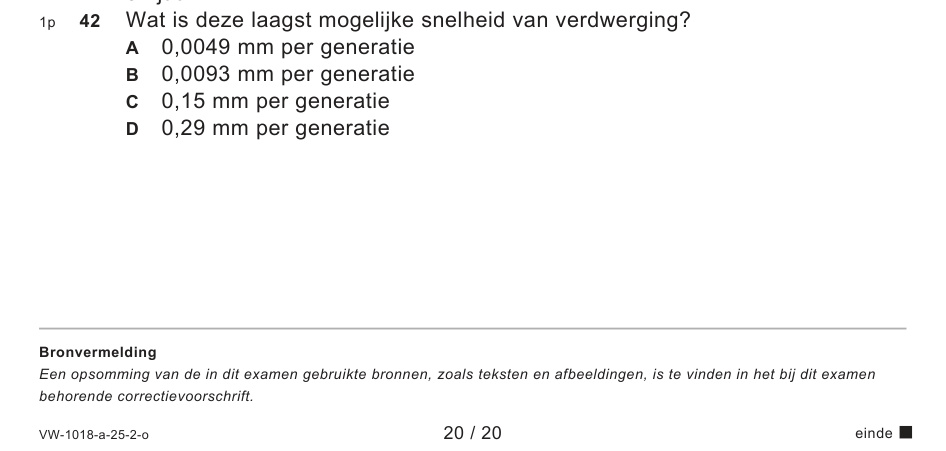 1p 42 Wat is deze laagst mogelijke snelheid van verdwerging?
A 0,0049 mm per generatie
B 0,0093 mm per generatie
C 0,15 mm per generatie
D 0,29 mm per generatie
Bronvermelding
Een opsomming van de in dit examen gebruikte bronnen, zoals teksten en afbeeldingen, is te vinden in het bij dit examen
behorende correctievoorschrift.
VW-1018-a-25-2-o 20 / 20 einde ■